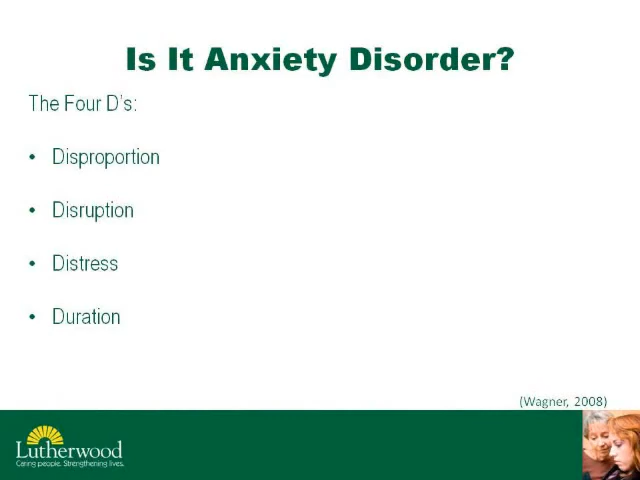 Is It Anxiety Disorder?
The Four D's:
• Disproportion
• Disruption
• Distress
• Duration
(Wagner, 2008)
Lutherwood
Caring people. Strengthening lives.